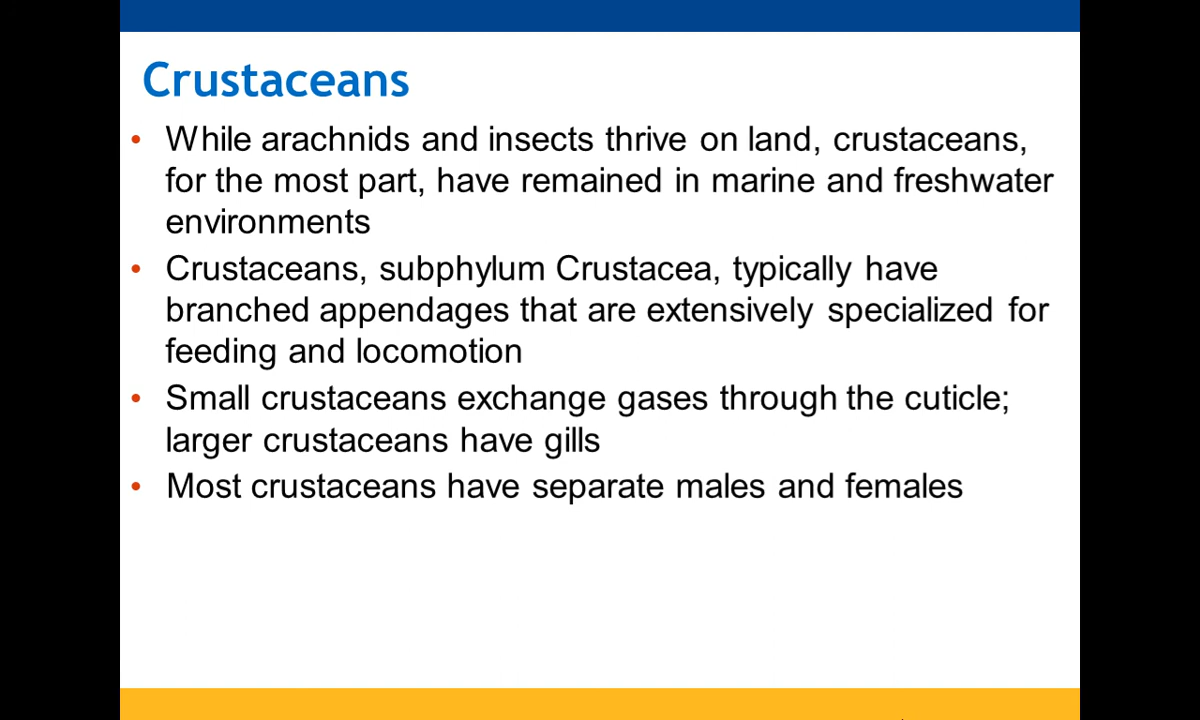 Crustaceans
• While arachnids and insects thrive on land, crustaceans,
for the most part, have remained in marine and freshwater
environments
• Crustaceans, subphylum Crustacea, typically have
branched appendages that are extensively specialized for
feeding and locomotion
• Small crustaceans exchange gases through the cuticle;
larger crustaceans have gills
• Most crustaceans have separate males and females